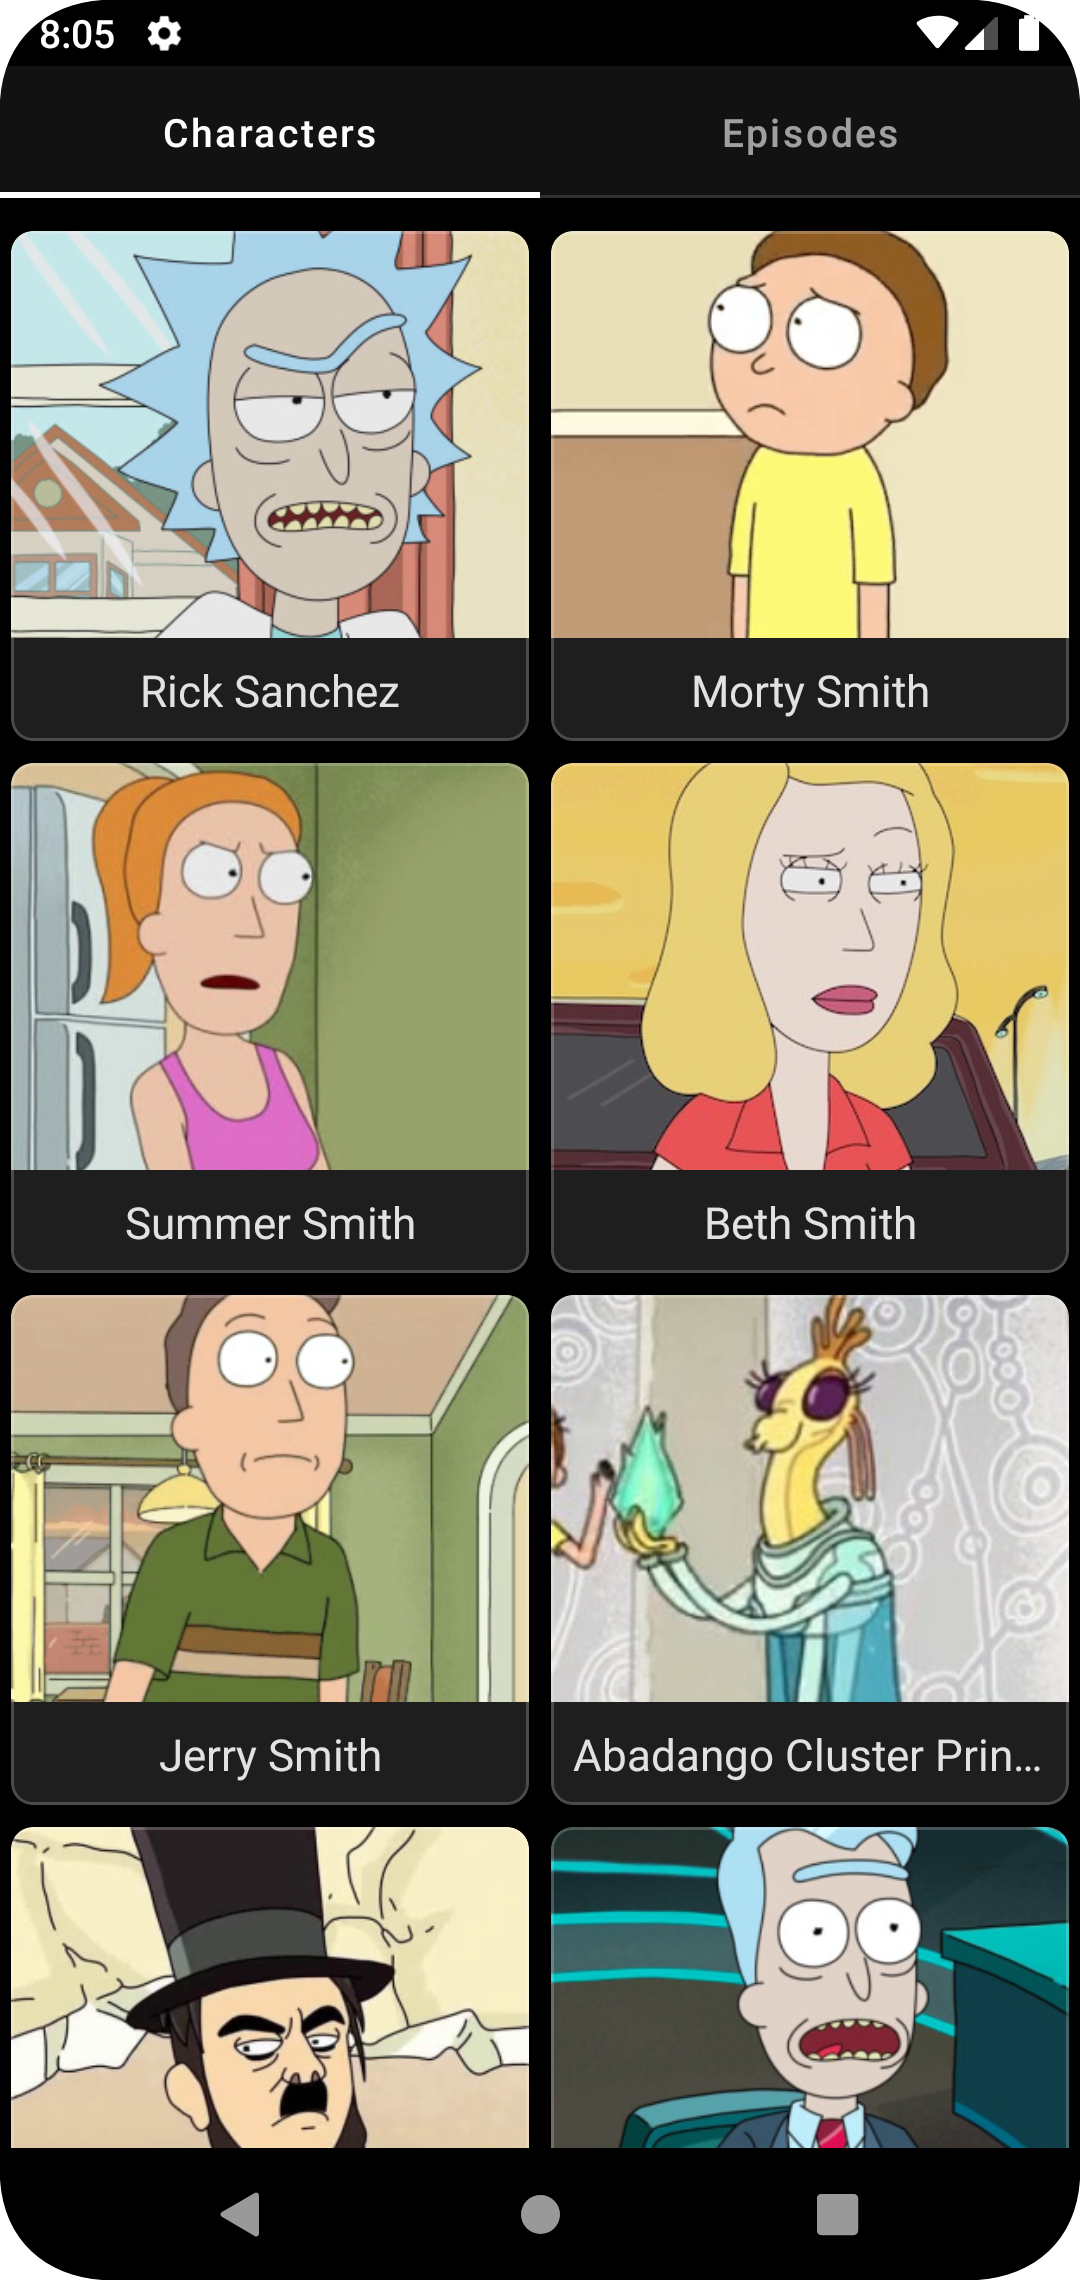 8:05
Characters
Episodes
Rick Sanchez
Morty Smith
Summer Smith
Beth Smith
Jerry Smith
Abadango Cluster Prin...